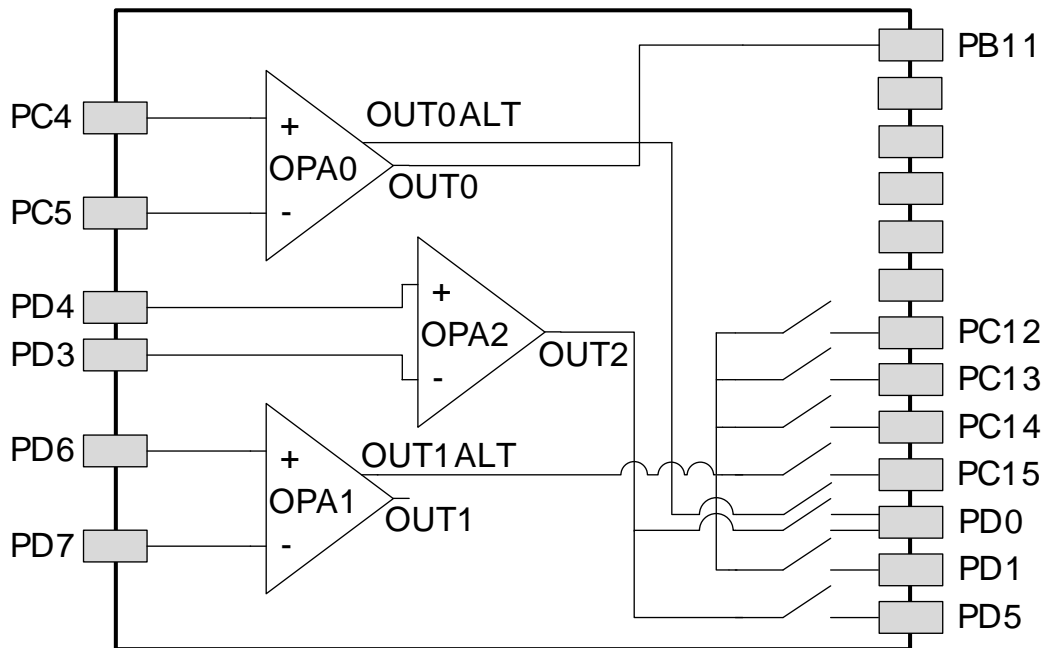 PB11
PC4
OUT0ALT
+
OPA0
OUT0
PC5
-
PD4
+
PC12
OPA2
PD3
OUT2
-
PC13
PC14
PD6
+
OUT1ALT
PC15
OPA1
OUT1
PD0
PD7
-
PD1
PD5